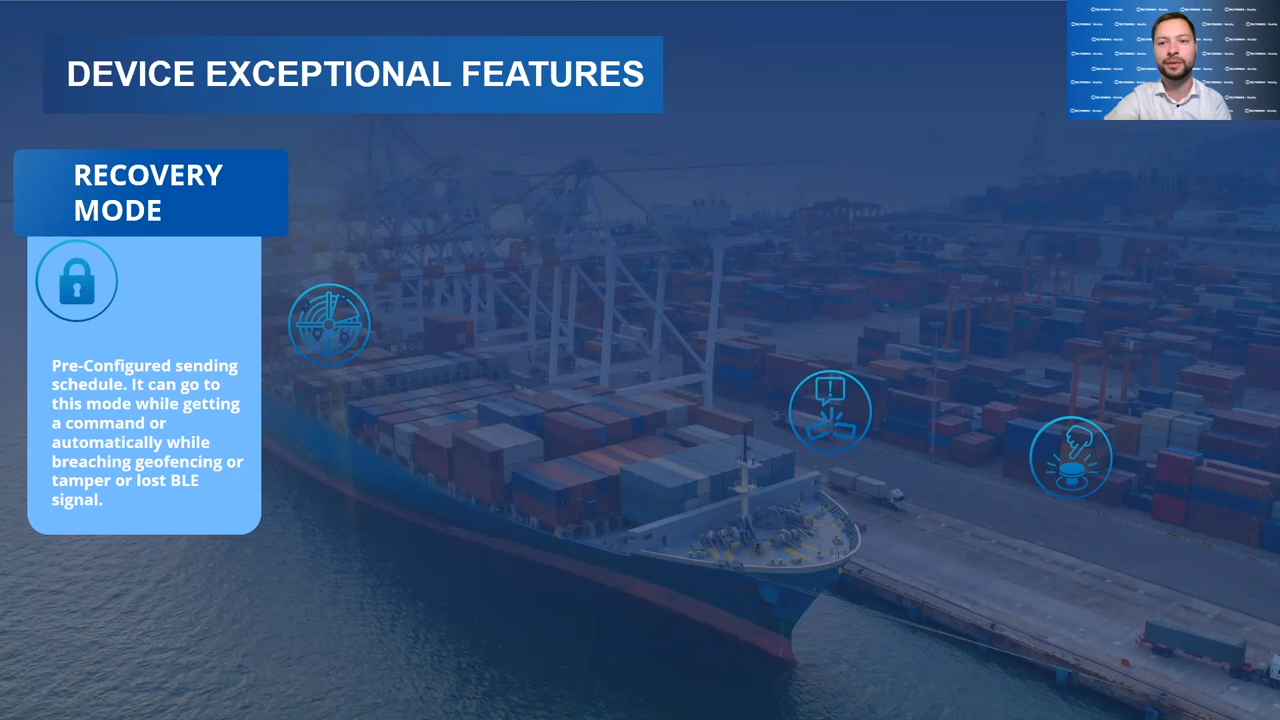 DEVICE EXCEPTIONAL FEATURES
RECOVERY
MODE
Pre-Configured sending
schedule. It can go to
this mode while getting
a command or
automatically while
breaching geofencing or
tamper or lost BLE
signal.